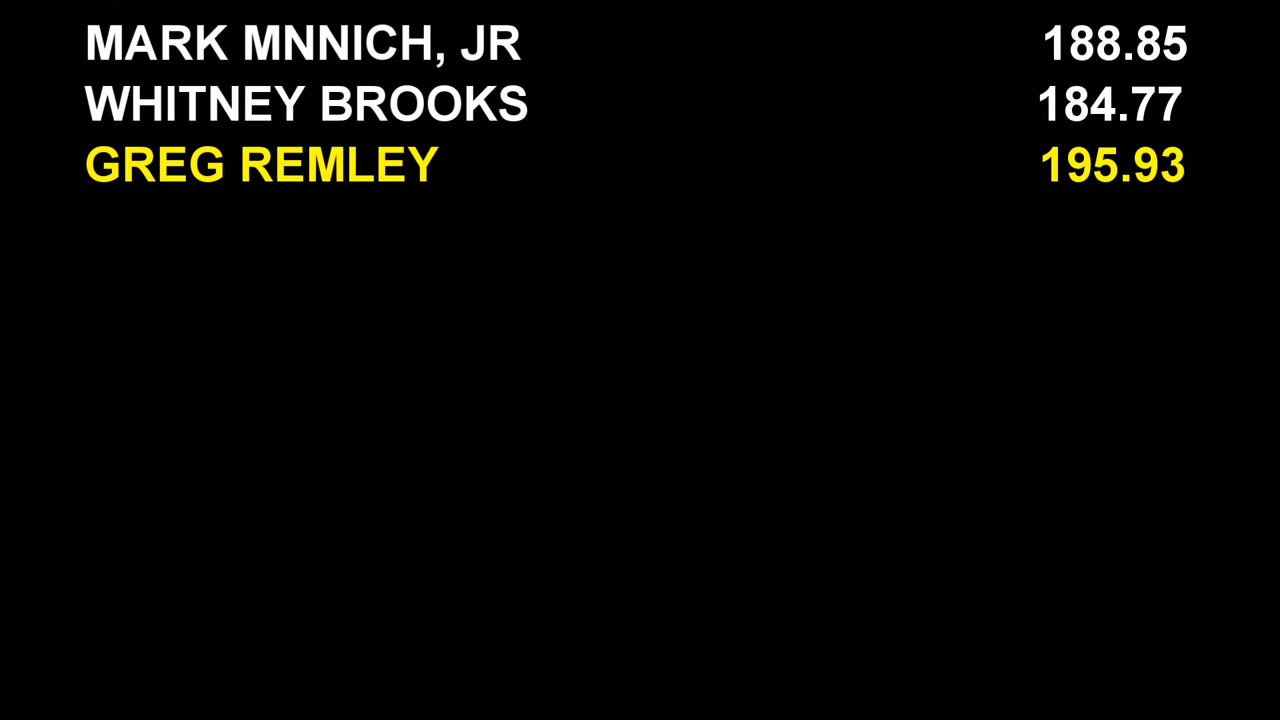 MARK MNNICH, JR 188.85
WHITNEY BROOKS 184.77
GREG REMLEY 195.93